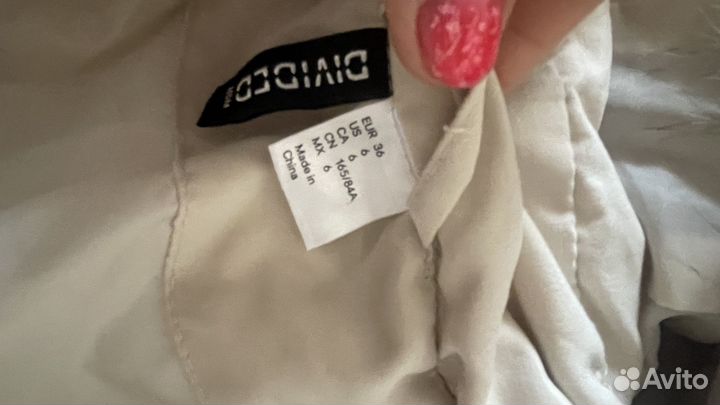 DIVIDED
H&M
EUR 36
US 6
CA 6
CN 165/84A
MX 6
Made in
China
Avito